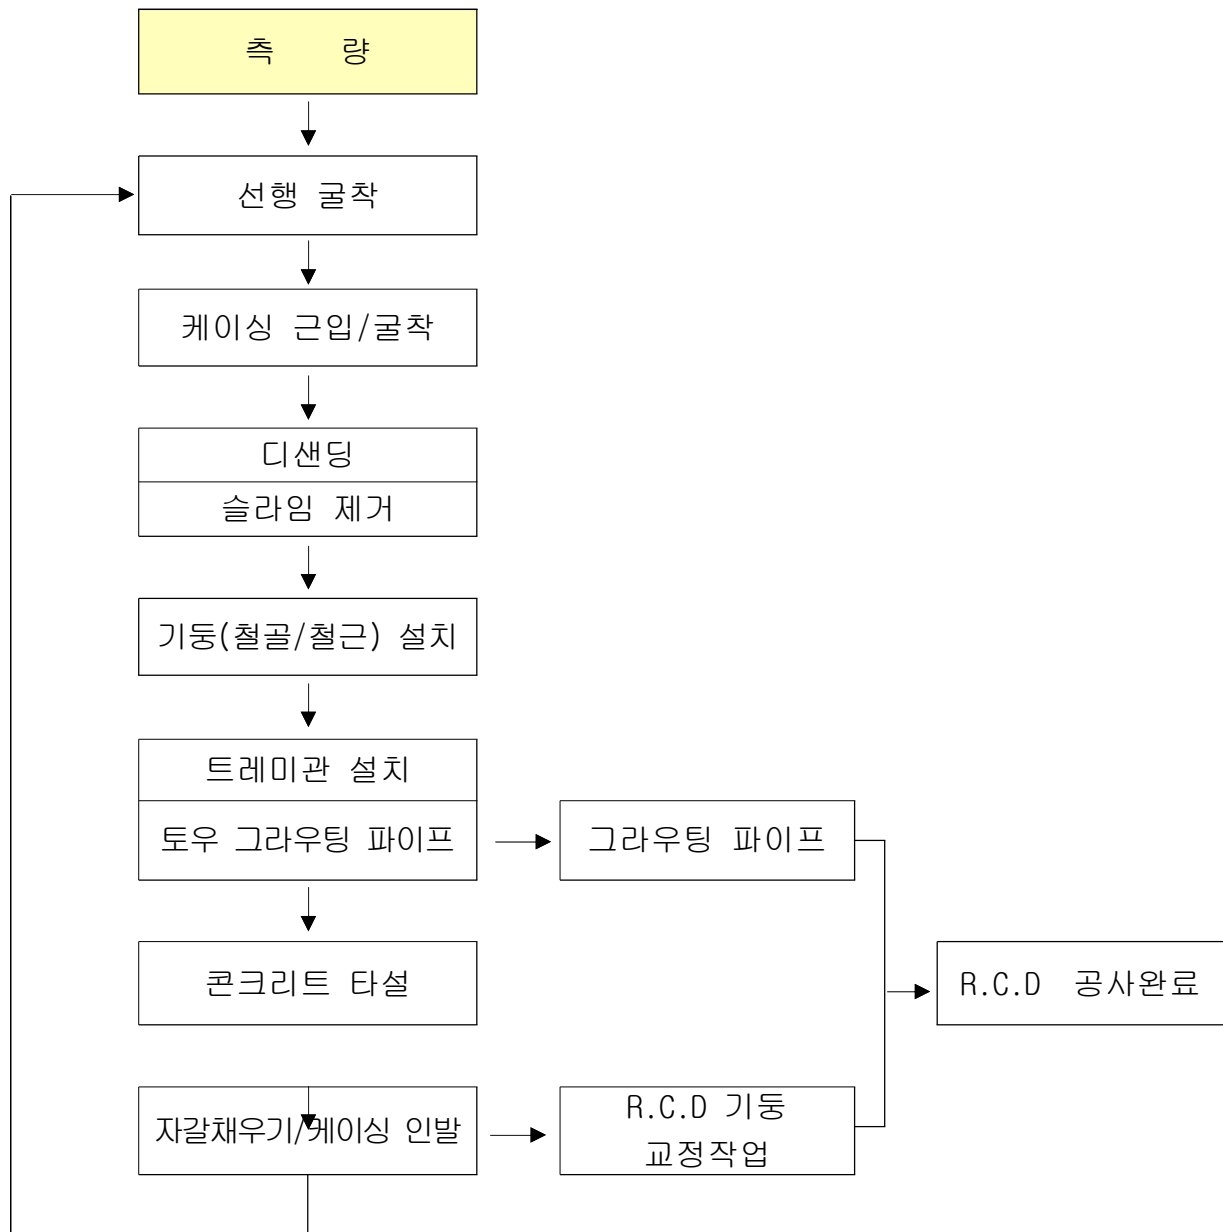 측 량
선행 굴착
케이싱 근입/굴착
디샌딩
슬라임 제거
기둥(철골/철근) 설치
트레미관 설치
토우 그라우팅 파이프
그라우팅 파이프
콘크리트 타설
R.C.D 공사완료
자갈채우기/케이싱 인발
R.C.D 기둥
교정작업